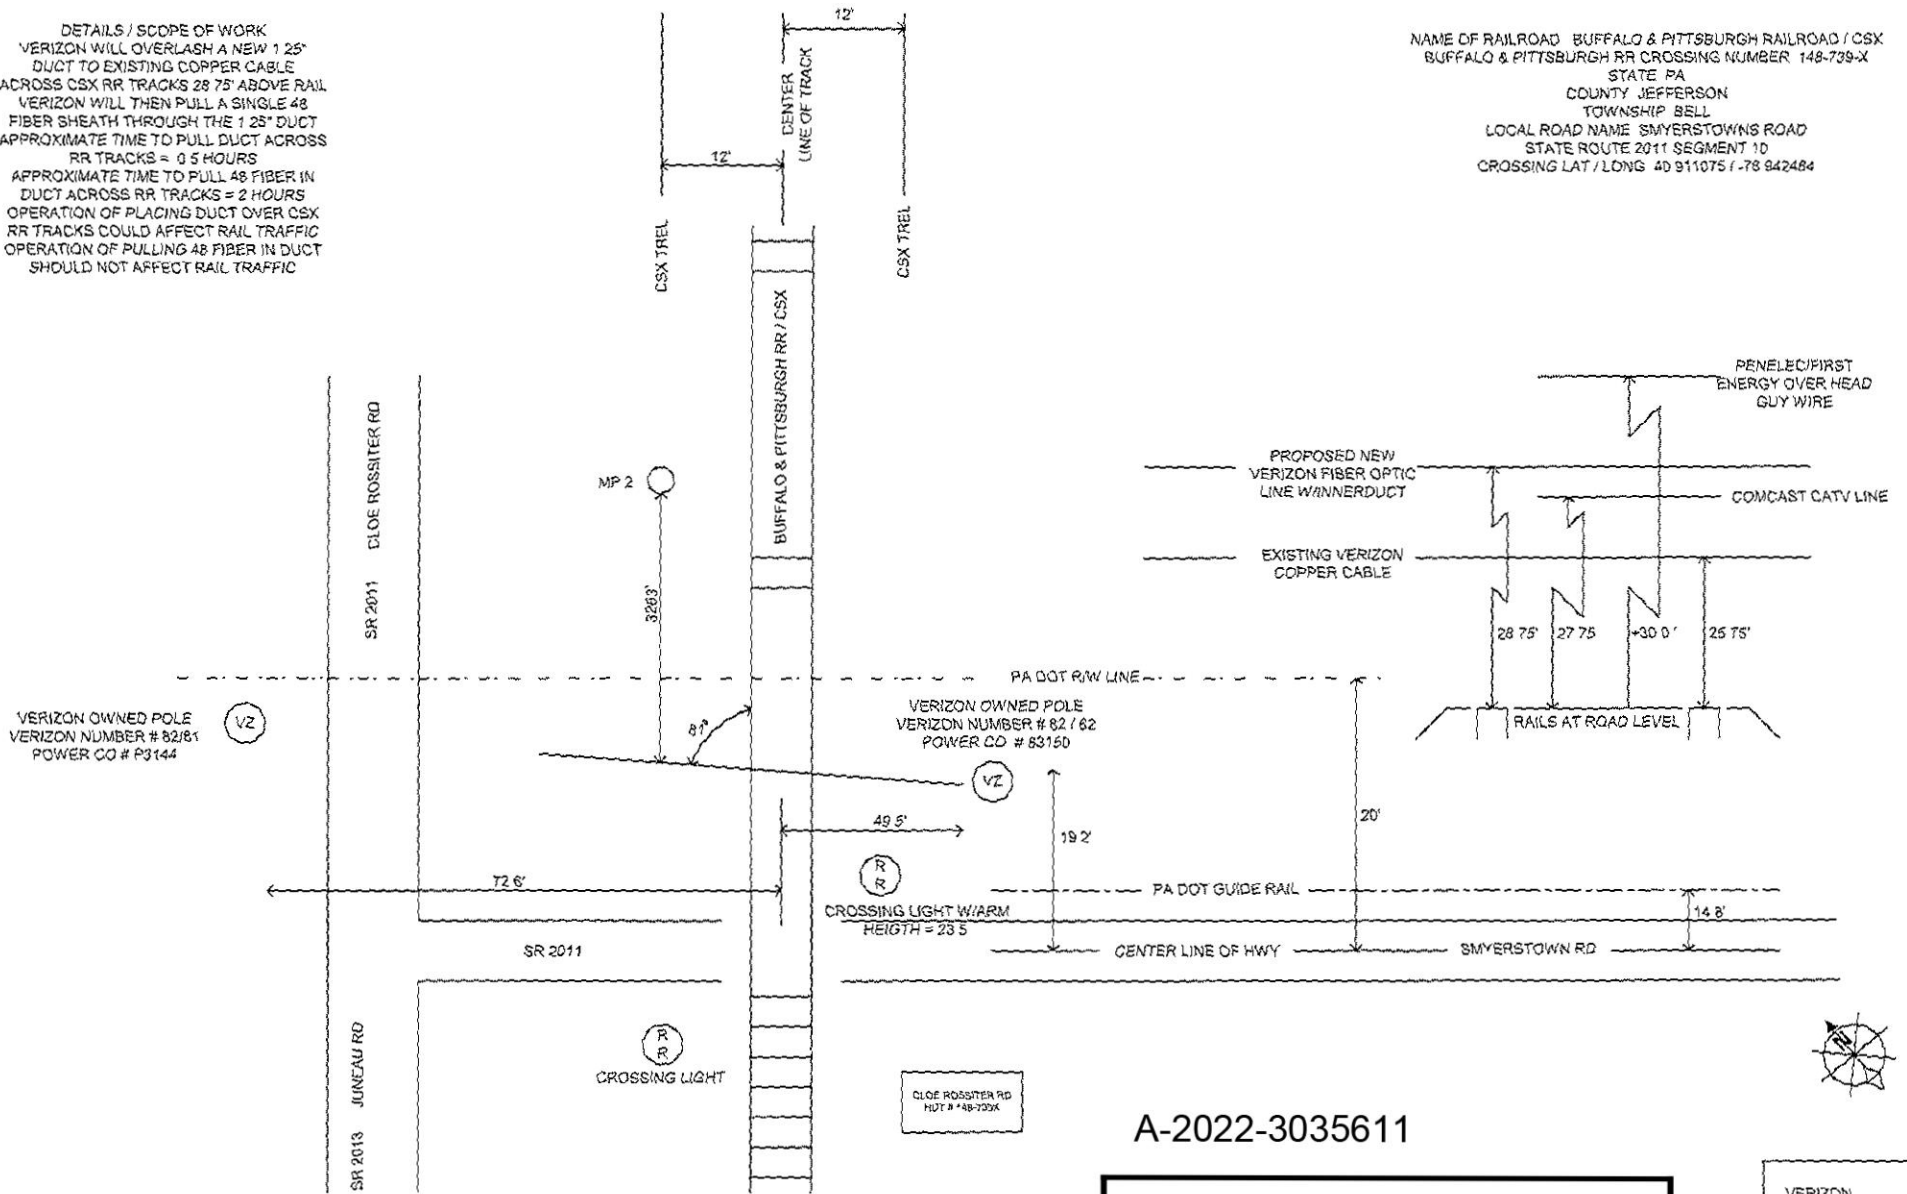 DETAILS / SCOPE OF WORK
VERIZON WILL OVERLASH A NEW 1 25"
DUCT TO EXISTING COPPER CABLE
ACROSS CSX RR TRACKS 28 75' ABOVE RAIL
VERIZON WILL THEN PULL A SINGLE 48
FIBER SHEATH THROUGH THE 1 25" DUCT
APPROXIMATE TIME TO PULL DUCT ACROSS
RR TRACKS = 0 5 HOURS
APPROXIMATE TIME TO PULL 48 FIBER IN
DUCT ACROSS RR TRACKS = 2 HOURS
OPERATION OF PLACING DUCT OVER CSX
RR TRACKS COULD AFFECT RAIL TRAFFIC
OPERATION OF PULLING 48 FIBER IN DUCT
SHOULD NOT AFFECT RAIL TRAFFIC
12'
CENTER
LINE OF TRACK
12'
CSX TREL
CSX TREL
NAME OF RAILROAD BUFFALO & PITTSBURGH RAILROAD / CSX
BUFFALO & PITTSBURGH RR CROSSING NUMBER 148-739-X
STATE PA
COUNTY JEFFERSON
TOWNSHIP BELL
LOCAL ROAD NAME SMYERSTOWNS ROAD
STATE ROUTE 2011 SEGMENT 10
CROSSING LAT / LONG 40 911075 / -78 942484
BUFFALO & PITTSBURGH RR / CSX
SR 2011 CLOE ROSSITER RD
MP 2
3263'
PENELEC/FIRST
ENERGY OVER HEAD
GUY WIRE
PROPOSED NEW
VERIZON FIBER OPTIC
LINE W/INNERDUCT
COMCAST CATV LINE
EXISTING VERIZON
COPPER CABLE
28 75'
27 75
+30 0 '
25 75'
RAILS AT ROAD LEVEL
PA DOT R/W LINE
VERIZON OWNED POLE
VERIZON NUMBER # 82/61
POWER CO # P3144
VZ
81°
VERIZON OWNED POLE
VERIZON NUMBER # 82 / 62
POWER CO # 83150
VZ
49 5'
19 2'
20'
72 6'
R
R
CROSSING LIGHT W/ARM
HEIGTH = 23 5
PA DOT GUIDE RAIL
14 8'
SR 2011
CENTER LINE OF HWY
SMYERSTOWN RD
SR 2013 JUNEAU RD
R
R
CROSSING LIGHT
CLOE ROSSITER RD
N
A-2022-3035611
VERIZON